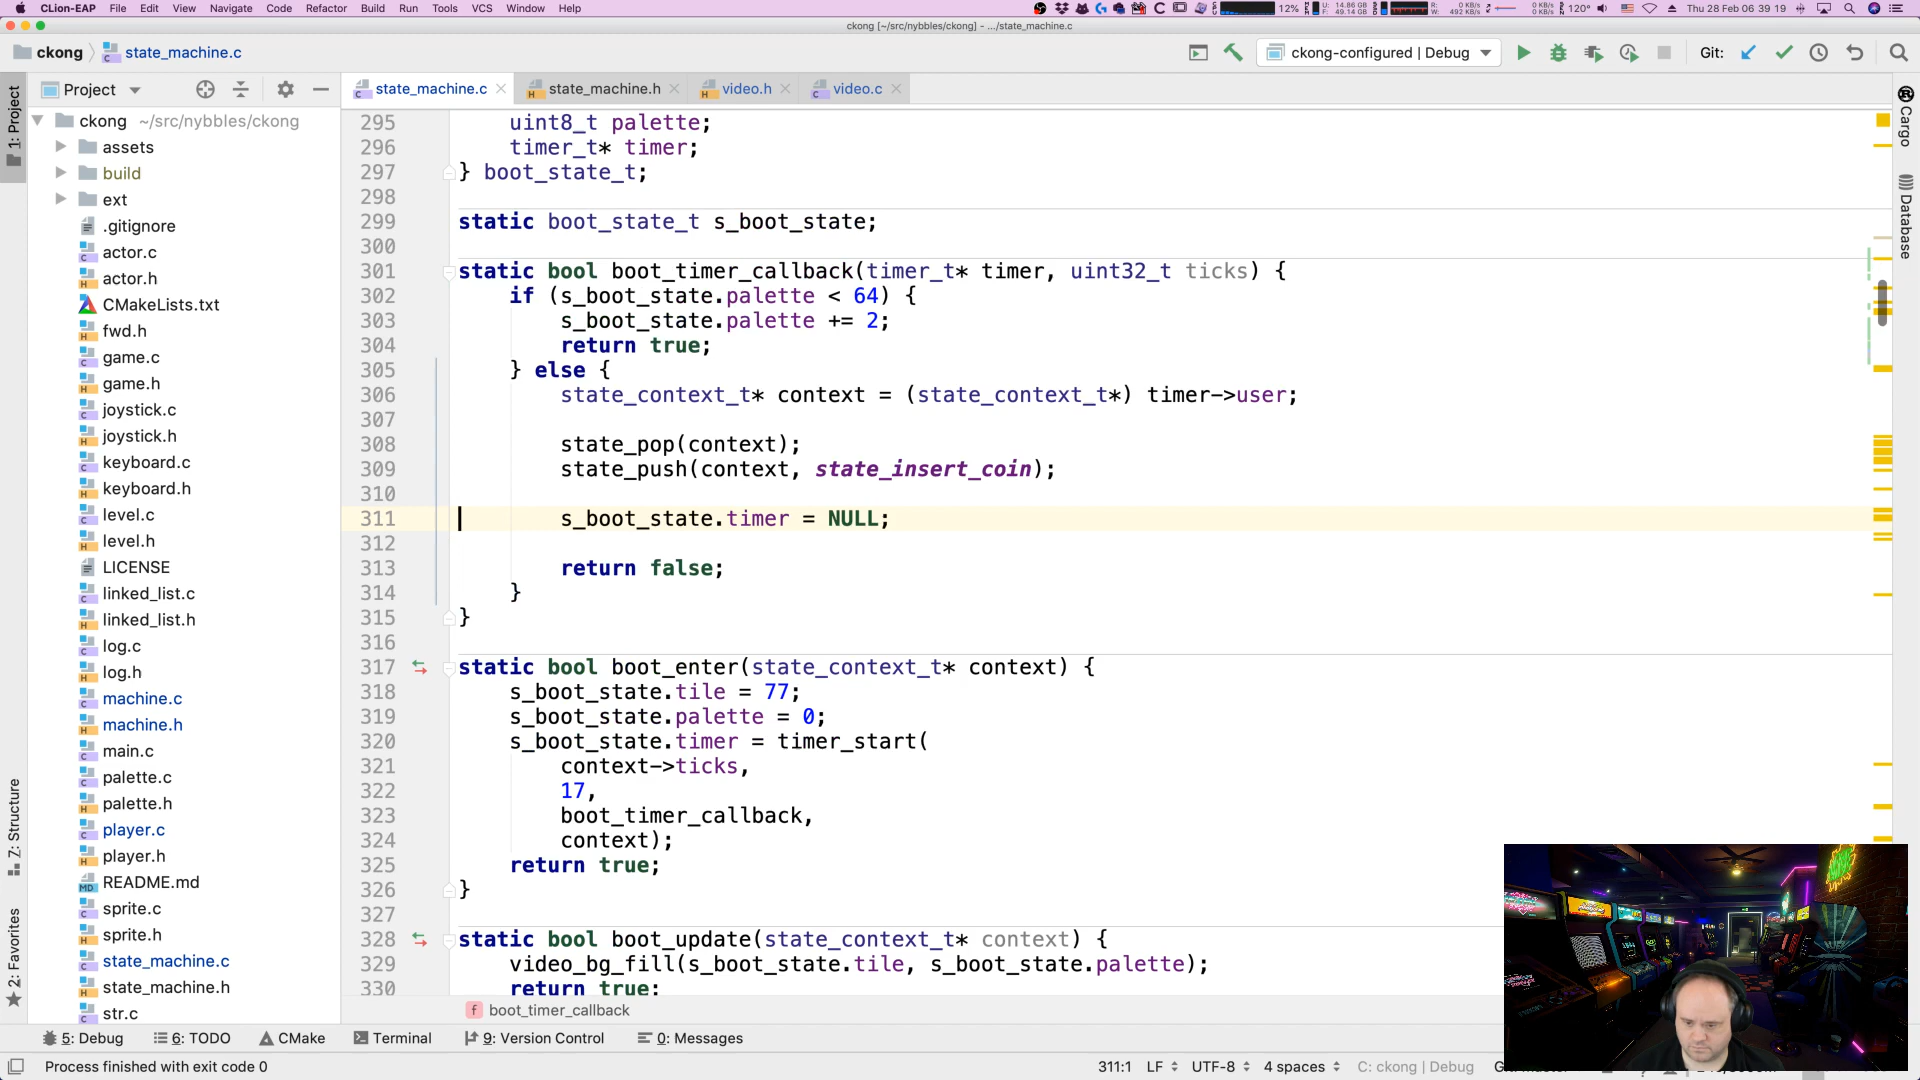 CLion-EAP File Edit View Navigate Code Refactor Build Run Tools VCS Window Help 12% Thu 28 Feb 06 39 19
ckong [~/src/nybbles/ckong] - .../state_machine.c
ckong state_machine.c ckong-configured | Debug Git:
1: Project
Project
state_machine.c state_machine.h video.h video.c
ckong ~/src/nybbles/ckong
assets
build
ext
.gitignore
actor.c
actor.h
CMakeLists.txt
fwd.h
game.c
game.h
joystick.c
joystick.h
keyboard.c
keyboard.h
level.c
level.h
LICENSE
linked_list.c
linked_list.h
log.c
log.h
machine.c
machine.h
main.c
palette.c
palette.h
player.c
player.h
README.md
sprite.c
sprite.h
state_machine.c
state_machine.h
str.c
Z: Structure
2: Favorites
295 uint8_t palette;
296 timer_t* timer;
297 } boot_state_t;
298
299 static boot_state_t s_boot_state;
300
301 static bool boot_timer_callback(timer_t* timer, uint32_t ticks) {
302 if (s_boot_state.palette < 64) {
303 s_boot_state.palette += 2;
304 return true;
305 } else {
306 state_context_t* context = (state_context_t*) timer->user;
307
308 state_pop(context);
309 state_push(context, state_insert_coin);
310
311 s_boot_state.timer = NULL;
312
313 return false;
314 }
315 }
316
317 static bool boot_enter(state_context_t* context) {
318 s_boot_state.tile = 77;
319 s_boot_state.palette = 0;
320 s_boot_state.timer = timer_start(
321 context->ticks,
322 17,
323 boot_timer_callback,
324 context);
325 return true;
326 }
327
328 static bool boot_update(state_context_t* context) {
329 video_bg_fill(s_boot_state.tile, s_boot_state.palette);
330 return true;
f boot_timer_callback
Cargo
Database
5: Debug 6: TODO CMake Terminal 9: Version Control 0: Messages
Process finished with exit code 0 311:1 LF UTF-8 4 spaces C: ckong | Debug